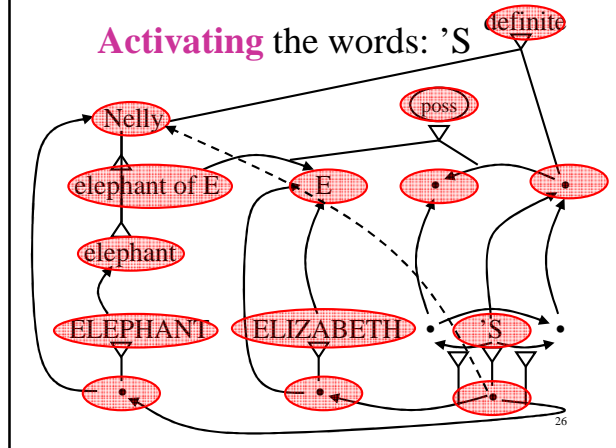 Activating the words: ’S
definite
poss
Nelly
elephant of E
E
elephant
ELEPHANT
ELIZABETH
’S
26